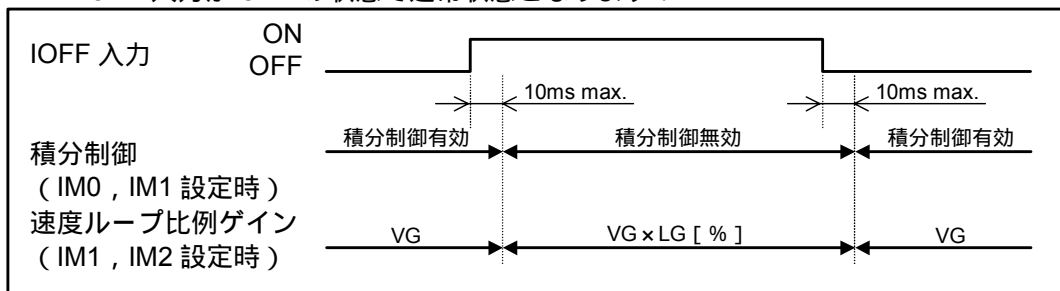 IOFF 入力
ON
OFF
10ms max.
10ms max.
積分制御
（IM0，IM1 設定時）
積分制御有効
積分制御無効
積分制御有効
速度ループ比例ゲイン
（IM1，IM2 設定時）
VG
VG×LG［％］
VG